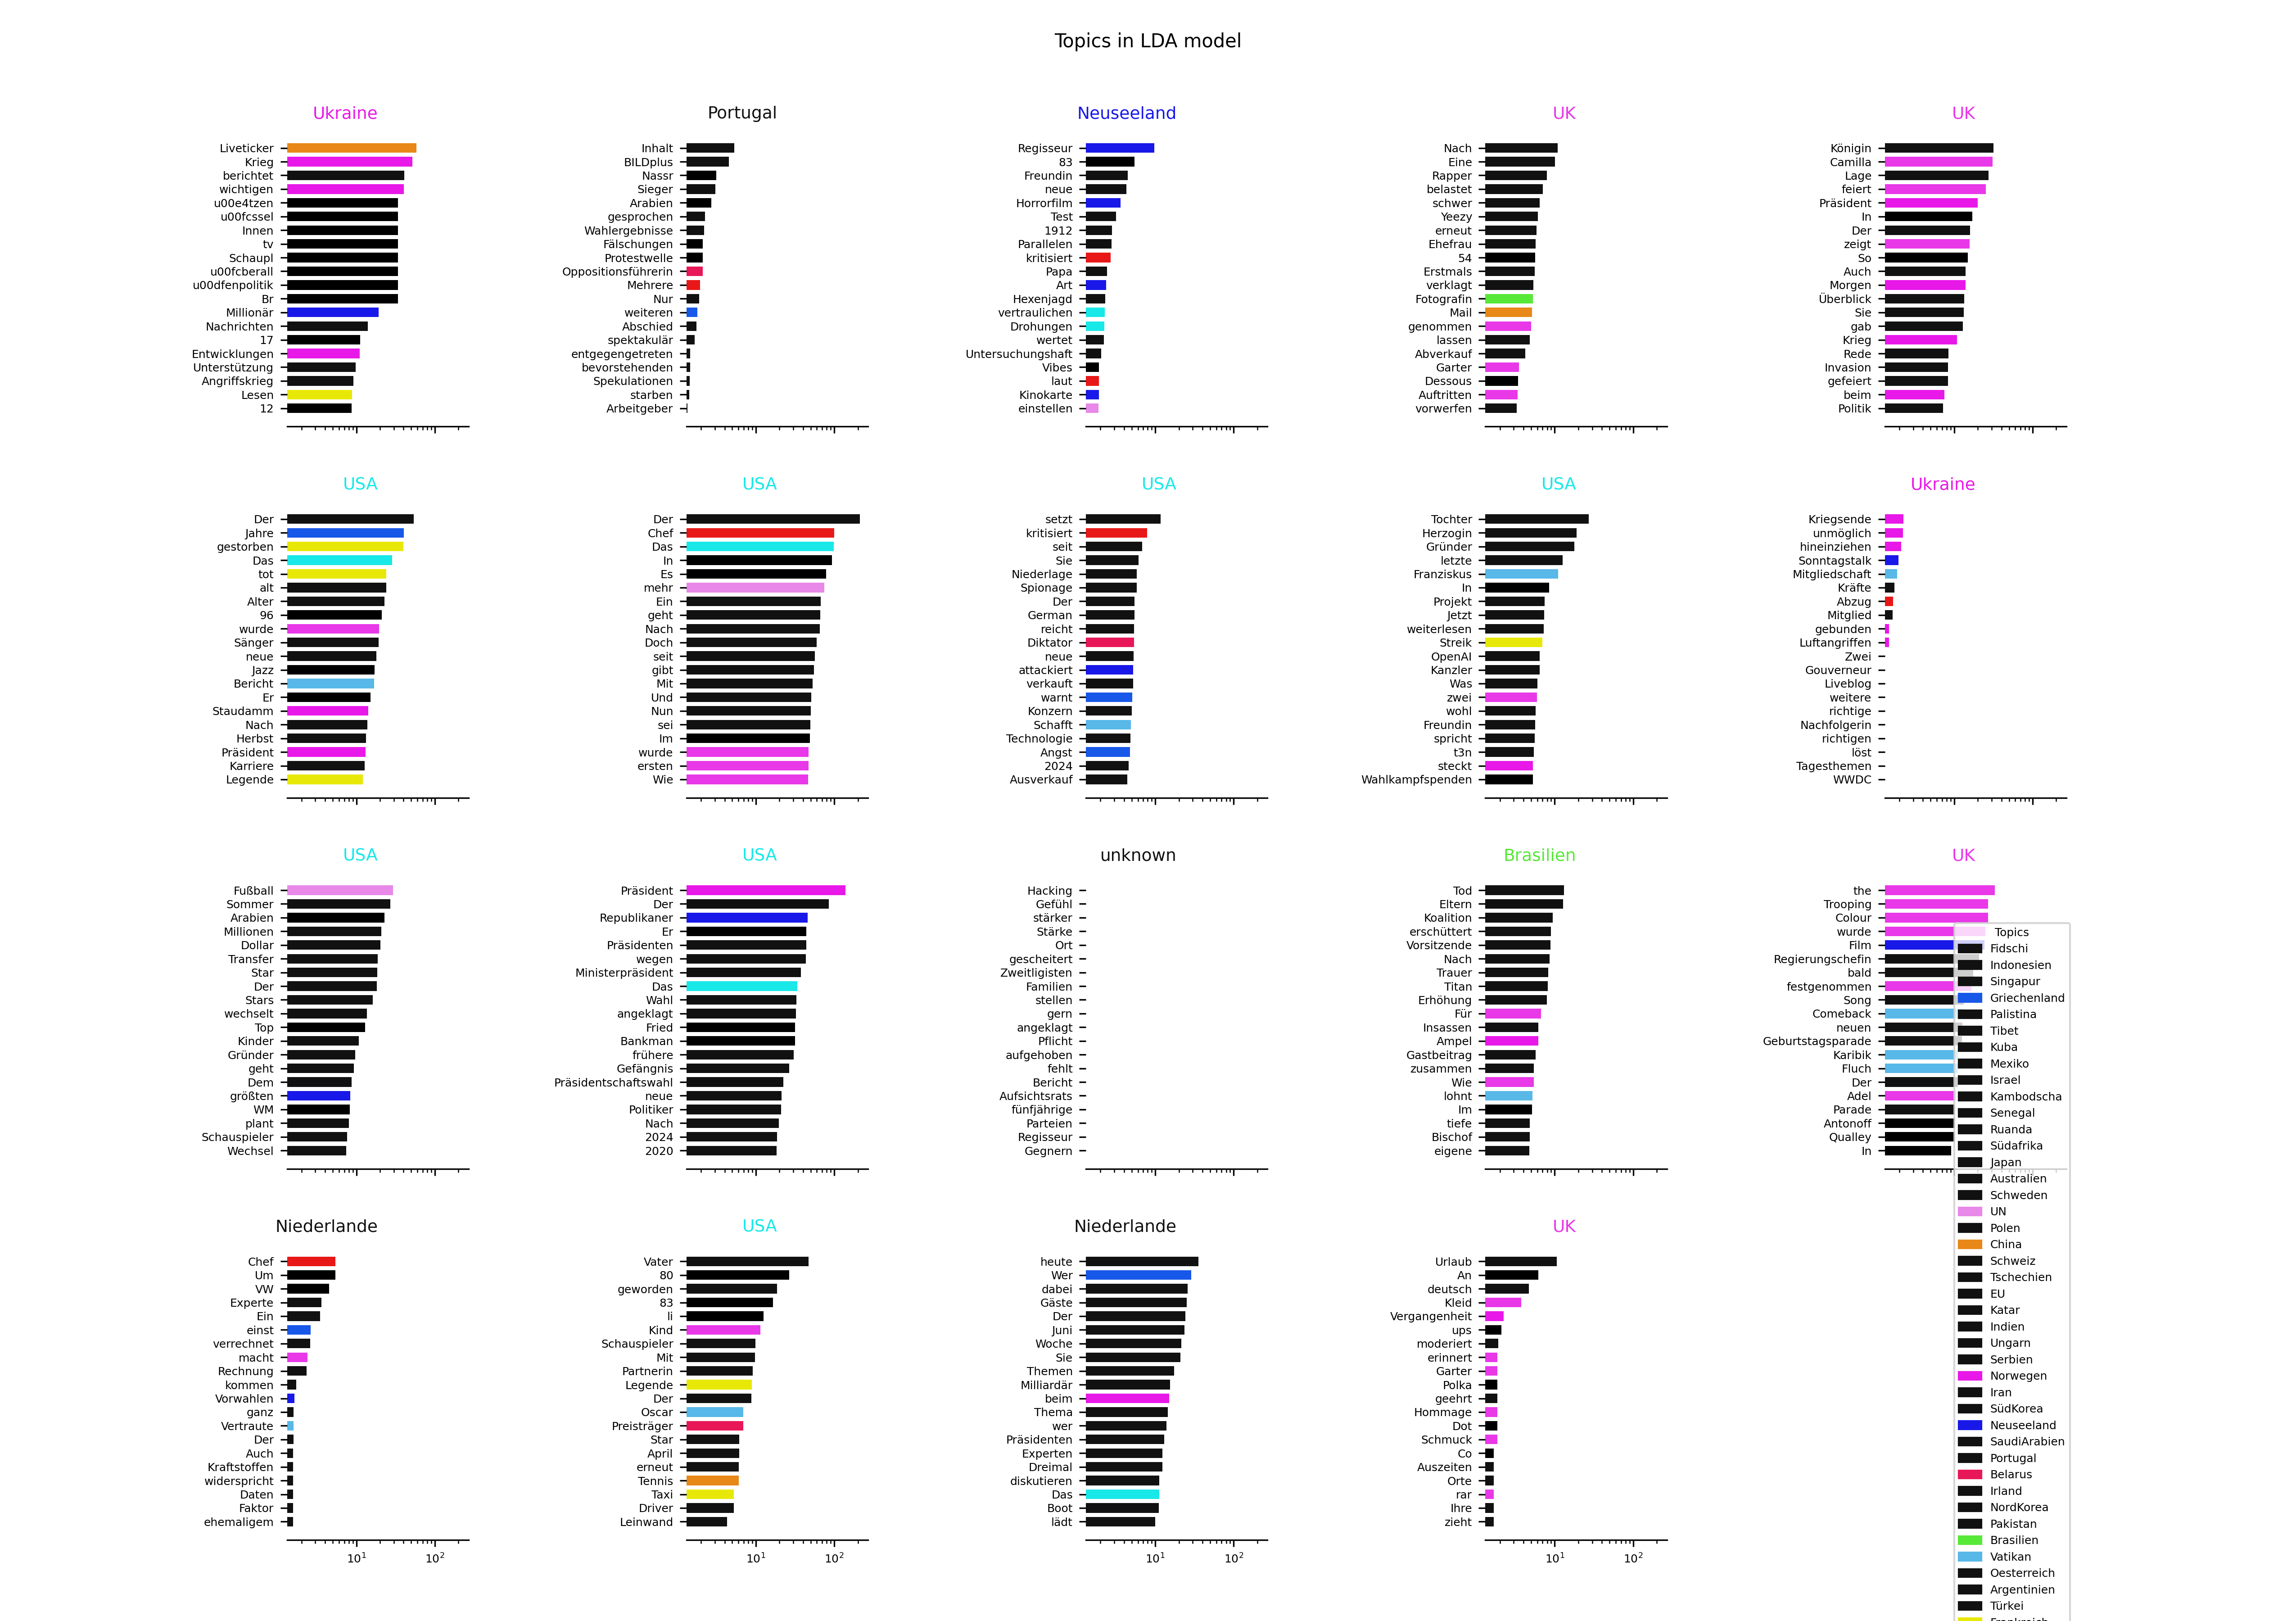 Topics in LDA model
Ukraine
Liveticker
Krieg
berichtet
wichtigen
u00e4tzen
u00fcssel
Innen
tv
Schaupl
u00fcberall
u00dfenpolitik
Br
Millionär
Nachrichten
17
Entwicklungen
Unterstützung
Angriffskrieg
Lesen
12
Portugal
Inhalt
BILDplus
Nassr
Sieger
Arabien
gesprochen
Wahlergebnisse
Fälschungen
Protestwelle
Oppositionsführerin
Mehrere
Nur
weiteren
Abschied
spektakulär
entgegengetreten
bevorstehenden
Spekulationen
starben
Arbeitgeber
Neuseeland
Regisseur
83
Freundin
neue
Horrorfilm
Test
1912
Parallelen
kritisiert
Papa
Art
Hexenjagd
vertraulichen
Drohungen
wertet
Untersuchungshaft
Vibes
laut
Kinokarte
einstellen
UK
Nach
Eine
Rapper
belastet
schwer
Yeezy
erneut
Ehefrau
54
Erstmals
verklagt
Fotografin
Mail
genommen
lassen
Abverkauf
Garter
Dessous
Auftritten
vorwerfen
UK
Königin
Camilla
Lage
feiert
Präsident
In
Der
zeigt
So
Auch
Morgen
Überblick
Sie
gab
Krieg
Rede
Invasion
gefeiert
beim
Politik
USA
Der
Jahre
gestorben
Das
tot
alt
Alter
96
wurde
Sänger
neue
Jazz
Bericht
Er
Staudamm
Nach
Herbst
Präsident
Karriere
Legende
USA
Der
Chef
Das
In
Es
mehr
Ein
geht
Nach
Doch
seit
gibt
Mit
Und
Nun
sei
Im
wurde
ersten
Wie
USA
setzt
kritisiert
seit
Sie
Niederlage
Spionage
Der
German
reicht
Diktator
neue
attackiert
verkauft
warnt
Konzern
Schafft
Technologie
Angst
2024
Ausverkauf
USA
Tochter
Herzogin
Gründer
letzte
Franziskus
In
Projekt
Jetzt
weiterlesen
Streik
OpenAI
Kanzler
Was
zwei
wohl
Freundin
spricht
t3n
steckt
Wahlkampfspenden
Ukraine
Kriegsende
unmöglich
hineinziehen
Sonntagstalk
Mitgliedschaft
Kräfte
Abzug
Mitglied
gebunden
Luftangriffen
Zwei
Gouverneur
Liveblog
weitere
richtige
Nachfolgerin
richtigen
löst
Tagesthemen
WWDC
USA
Fußball
Sommer
Arabien
Millionen
Dollar
Transfer
Star
Der
Stars
wechselt
Top
Kinder
Gründer
geht
Dem
größten
WM
plant
Schauspieler
Wechsel
USA
Präsident
Der
Republikaner
Er
Präsidenten
wegen
Ministerpräsident
Das
Wahl
angeklagt
Fried
Bankman
frühere
Gefängnis
Präsidentschaftswahl
neue
Politiker
Nach
2024
2020
unknown
Hacking
Gefühl
stärker
Stärke
Ort
gescheitert
Zweitligisten
Familien
stellen
gern
angeklagt
Pflicht
aufgehoben
fehlt
Bericht
Aufsichtsrats
fünfjährige
Parteien
Regisseur
Gegnern
Brasilien
Tod
Eltern
Koalition
erschüttert
Vorsitzende
Nach
Trauer
Titan
Erhöhung
Für
Insassen
Ampel
Gastbeitrag
zusammen
Wie
lohnt
Im
tiefe
Bischof
eigene
UK
the
Trooping
Colour
wurde
Film
Regierungschefin
bald
festgenommen
Song
Comeback
neuen
Geburtstagsparade
Karibik
Fluch
Der
Adel
Parade
Antonoff
Qualley
In
Niederlande
Chef
Um
VW
Experte
Ein
einst
verrechnet
macht
Rechnung
kommen
Vorwahlen
ganz
Vertraute
Der
Auch
Kraftstoffen
widerspricht
Daten
Faktor
ehemaligem
10¹ 10²
USA
Vater
80
geworden
83
li
Kind
Schauspieler
Mit
Partnerin
Legende
Der
Oscar
Preisträger
Star
April
erneut
Tennis
Taxi
Driver
Leinwand
10¹ 10²
Niederlande
heute
Wer
dabei
Gäste
Der
Juni
Woche
Sie
Themen
Milliardär
beim
Thema
wer
Präsidenten
Experten
Dreimal
diskutieren
Das
Boot
lädt
10¹ 10²
UK
Urlaub
An
deutsch
Kleid
Vergangenheit
ups
moderiert
erinnert
Garter
Polka
geehrt
Hommage
Dot
Schmuck
Co
Auszeiten
Orte
rar
Ihre
zieht
10¹ 10²
Topics
Fidschi
Indonesien
Singapur
Griechenland
Palistina
Tibet
Kuba
Mexiko
Israel
Kambodscha
Senegal
Ruanda
Südafrika
Japan
Australien
Schweden
UN
Polen
China
Schweiz
Tschechien
EU
Katar
Indien
Ungarn
Serbien
Norwegen
Iran
SüdKorea
Neuseeland
SaudiArabien
Portugal
Belarus
Irland
NordKorea
Pakistan
Brasilien
Vatikan
Oesterreich
Argentinien
Türkei